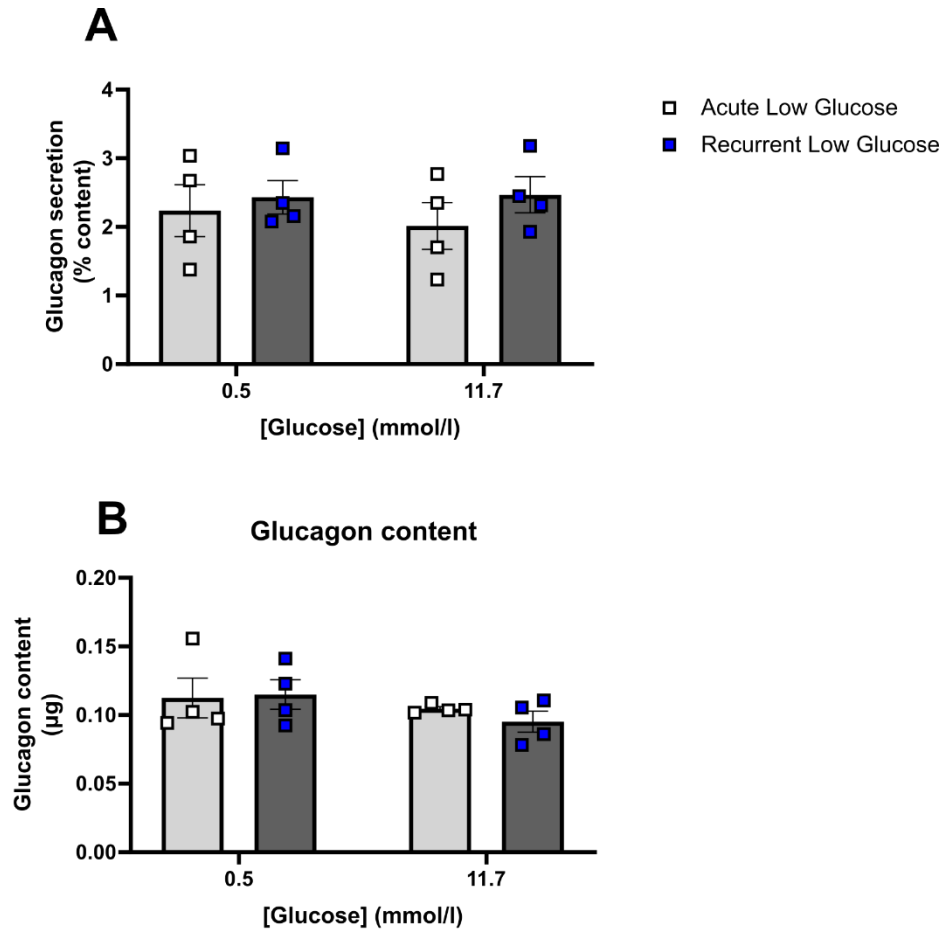 A
4
3
2
1
0
Glucagon secretion
(% content)
0.5
11.7
[Glucose] (mmol/l)
Acute Low Glucose
Recurrent Low Glucose
B
Glucagon content
0.20
0.15
0.10
0.05
0.00
Glucagon content
(µg)
0.5
11.7
[Glucose] (mmol/l)